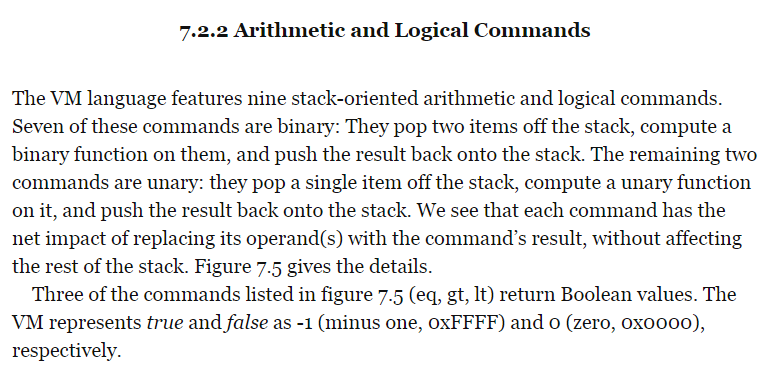 7.2.2 Arithmetic and Logical Commands
The VM language features nine stack-oriented arithmetic and logical commands.
Seven of these commands are binary: They pop two items off the stack, compute a
binary function on them, and push the result back onto the stack. The remaining two
commands are unary: they pop a single item off the stack, compute a unary function
on it, and push the result back onto the stack. We see that each command has the
net impact of replacing its operand(s) with the command’s result, without affecting
the rest of the stack. Figure 7.5 gives the details.
Three of the commands listed in figure 7.5 (eq, gt, lt) return Boolean values. The
VM represents true and false as -1 (minus one, 0xFFFF) and 0 (zero, 0x0000),
respectively.